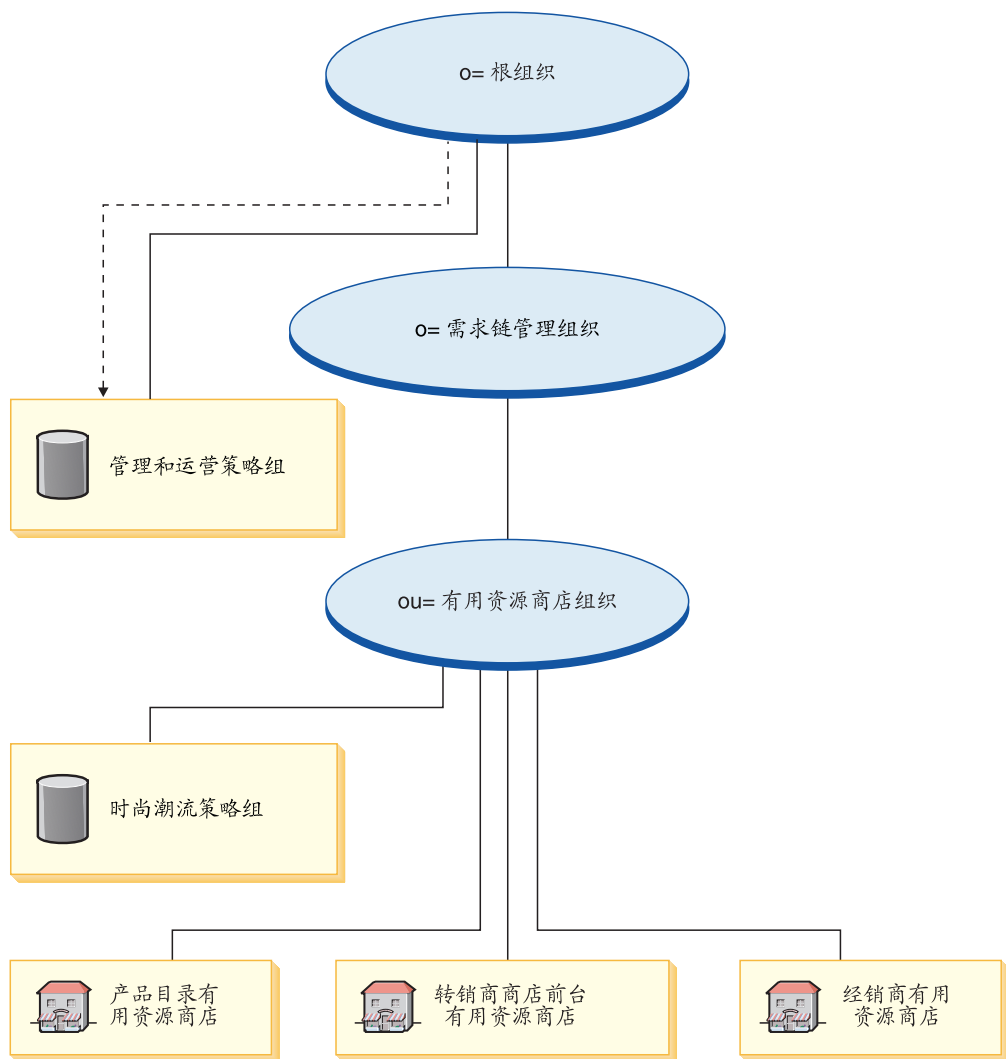 o= 根组织
o= 需求链管理组织
管理和运营策略组
ou= 有用资源商店组织
时尚潮流策略组
产品目录有
用资源商店
转销商商店前台
有用资源商店
经销商有用
资源商店